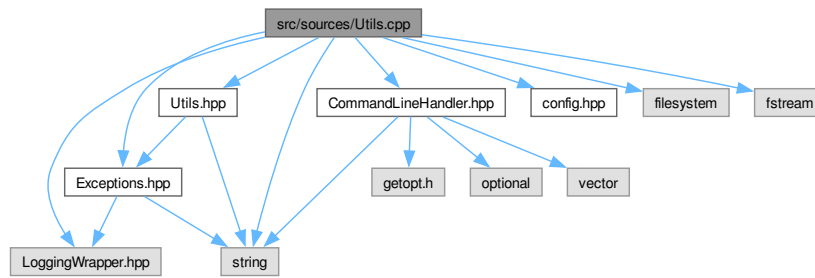 src/sources/Utils.cpp
Utils.hpp
CommandLineHandler.hpp
config.hpp
filesystem
fstream
Exceptions.hpp
getopt.h
optional
vector
LoggingWrapper.hpp
string